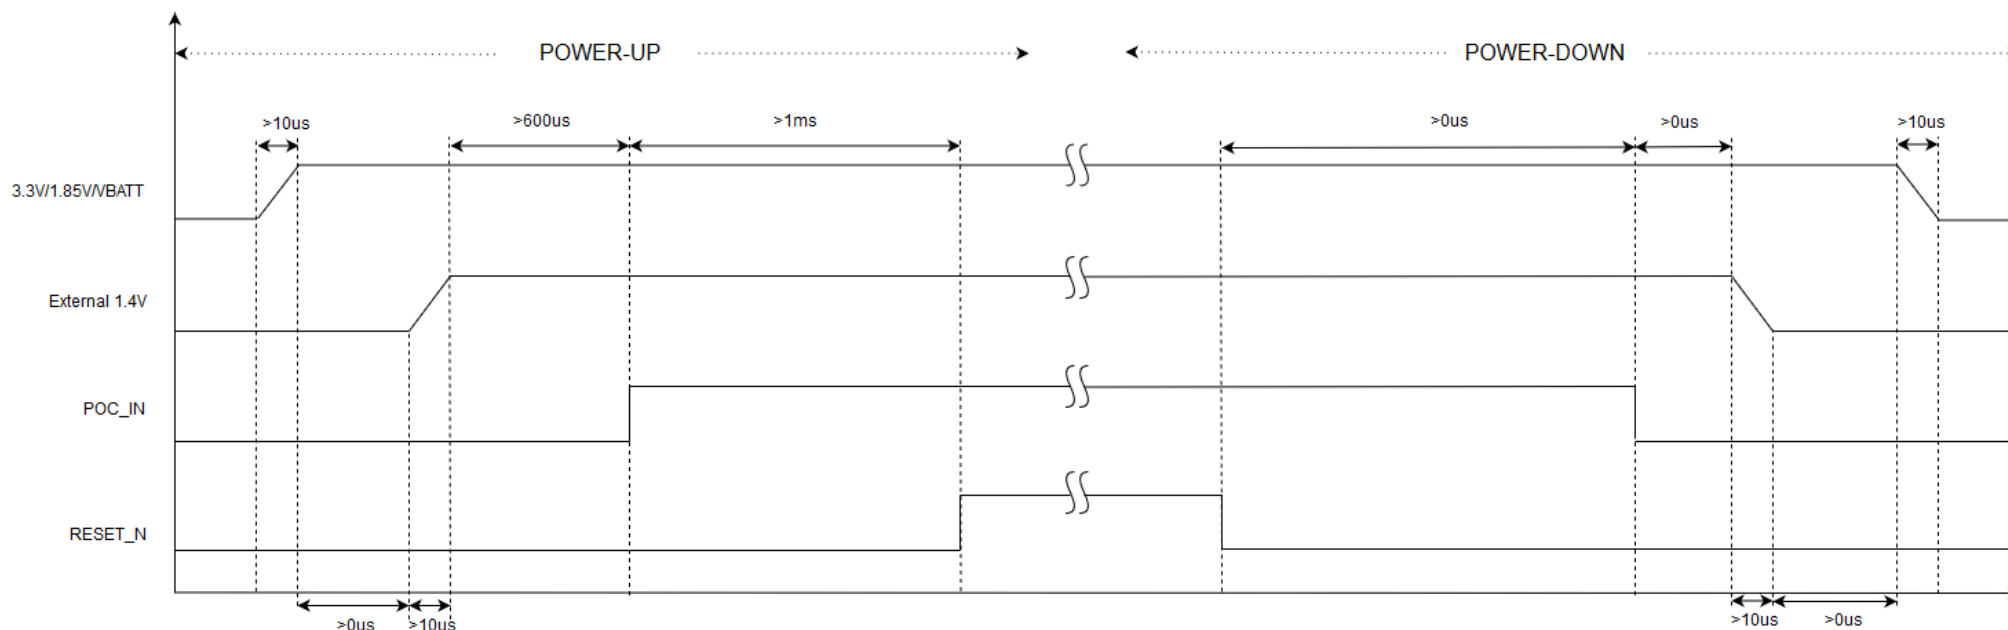 POWER-UP
POWER-DOWN
>10us
>600us
>1ms
>0us
>0us
>10us
3.3V/1.85V/VBATT
External 1.4V
POC_IN
RESET_N
>0us
>10us
>10us
>0us